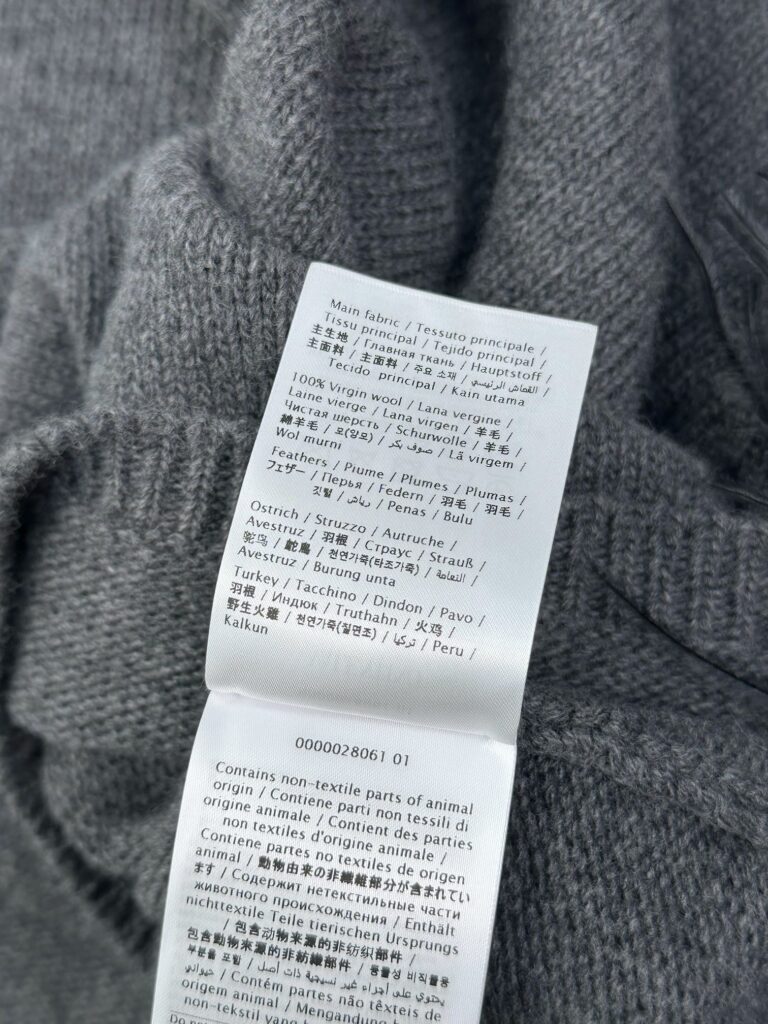 Main fabric / Tessuto principale /
Tissu principal / Tejido principal /
主生地 / Главная ткань / Hauptstoff /
主面料 / 主面料 / 주요 소재 / القماش الرئيسي /
Tecido principal / Kain utama
100% Virgin wool / Lana vergine /
Laine vierge / Lana virgen / 羊毛 /
Чистая шерсть / Schurwolle / 羊毛 /
綿羊毛 / 모(양모) / صوف بكر / Lã virgem /
Wol murni
Feathers / Piume / Plumes / Plumas /
フェザー / Перья / Federn / 羽毛 / 羽毛 /
깃털 / رياش / Penas / Bulu
Ostrich / Struzzo / Autruche /
Avestruz / 羽根 / Страус / Strauß /
鸵鸟 / 鴕鳥 / 천연가죽(타조가죽) / النعامة /
Avestruz / Burung unta
Turkey / Tacchino / Dindon / Pavo /
羽根 / Индюк / Truthahn / 火鸡 /
野生火雞 / 천연가죽(칠면조) / تركيا / Peru /
Kalkun
0000028061 01
Contains non-textile parts of animal
origin / Contiene parti non tessili di
origine animale / Contient des parties
non textiles d'origine animale /
Contiene partes no textiles de origen
animal / 動物由来の非繊維部分が含まれてい
ます / Содержит нетекстильные части
животного происхождения / Enthält
nichttextile Teile tierischen Ursprungs
/ 包含动物来源的非纺织部件 /
包含動物來源的非紡織部件 / 동물성 비직물용
부분을 포함 / يحتوي على أجزاء غير نسيجية ذات أصل حيواني
/ Contém partes não têxteis de
origem animal / Mengandung
non-tekstil yang